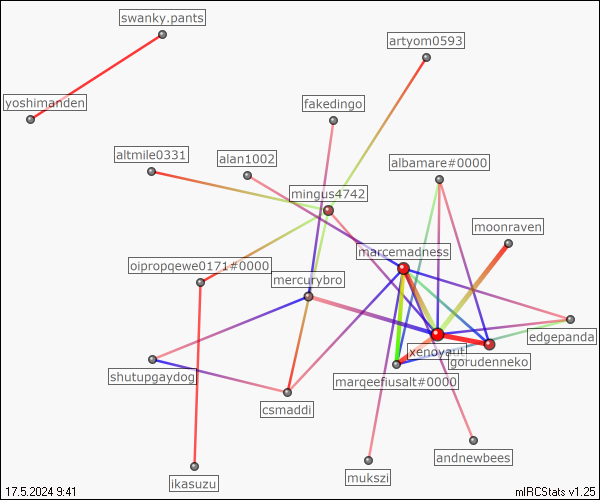 swanky.pants
artyom0593
yoshimanden
fakedingo
altmile0331
alan1002
albamare#0000
mingus4742
moonraven
marcemadness
oipropqewe0171#0000
mercurybro
edgepanda
xenoyaut
gorudenneko
shutupgaydog
marqeefiusalt#0000
csmaddi
andnewbees
mukszi
ikasuzu
17.5.2024 9:41
mIRCStats v1.25